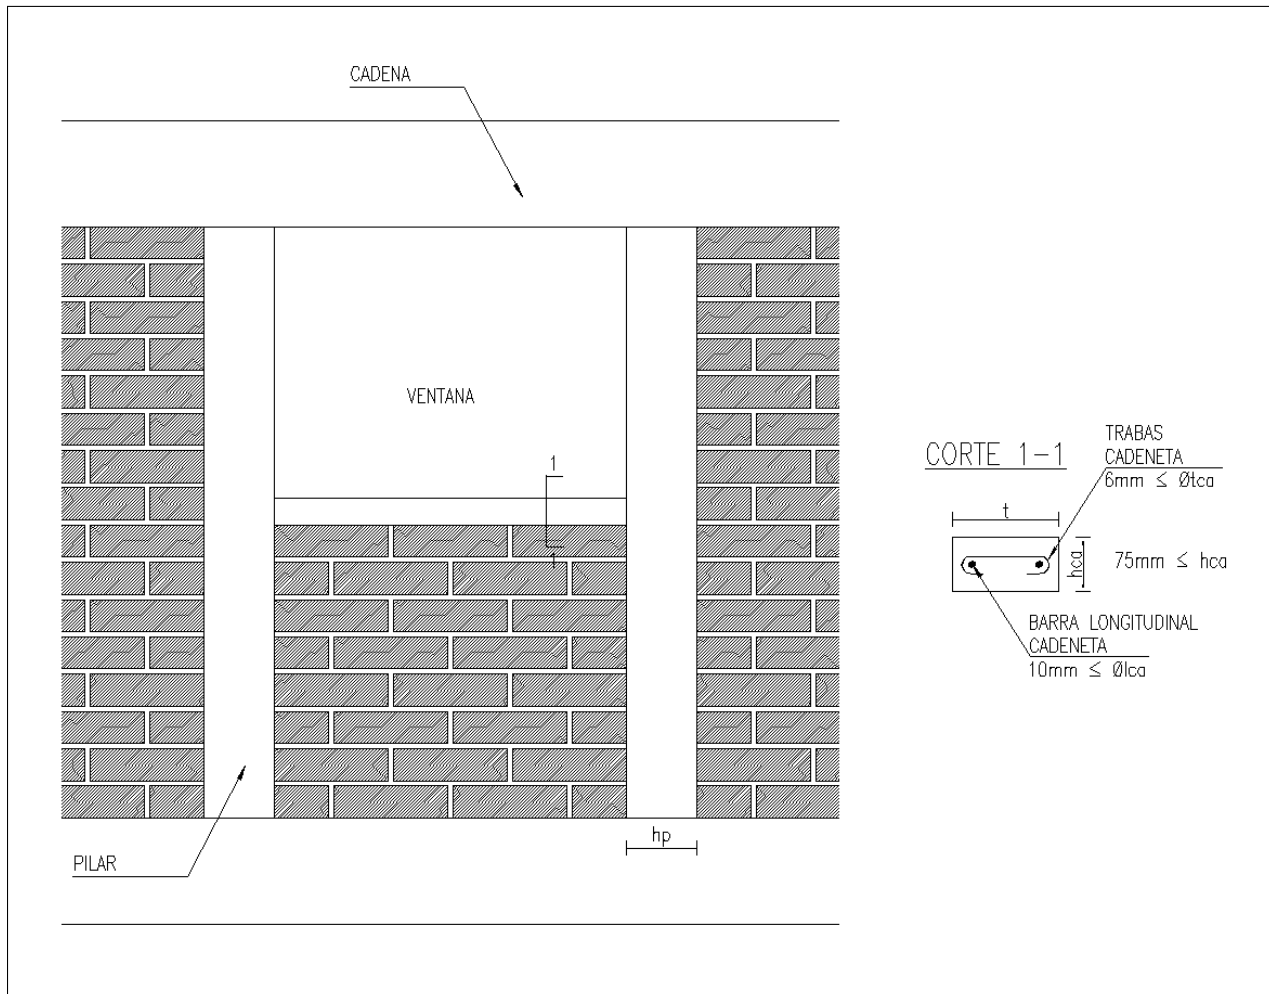 CADENA
VENTANA
1
1
PILAR
hp
CORTE 1-1
TRABAS
CADENETA
6mm ≤ Øtca
t
hca
75mm ≤ hca
BARRA LONGITUDINAL
CADENETA
10mm ≤ Ølca